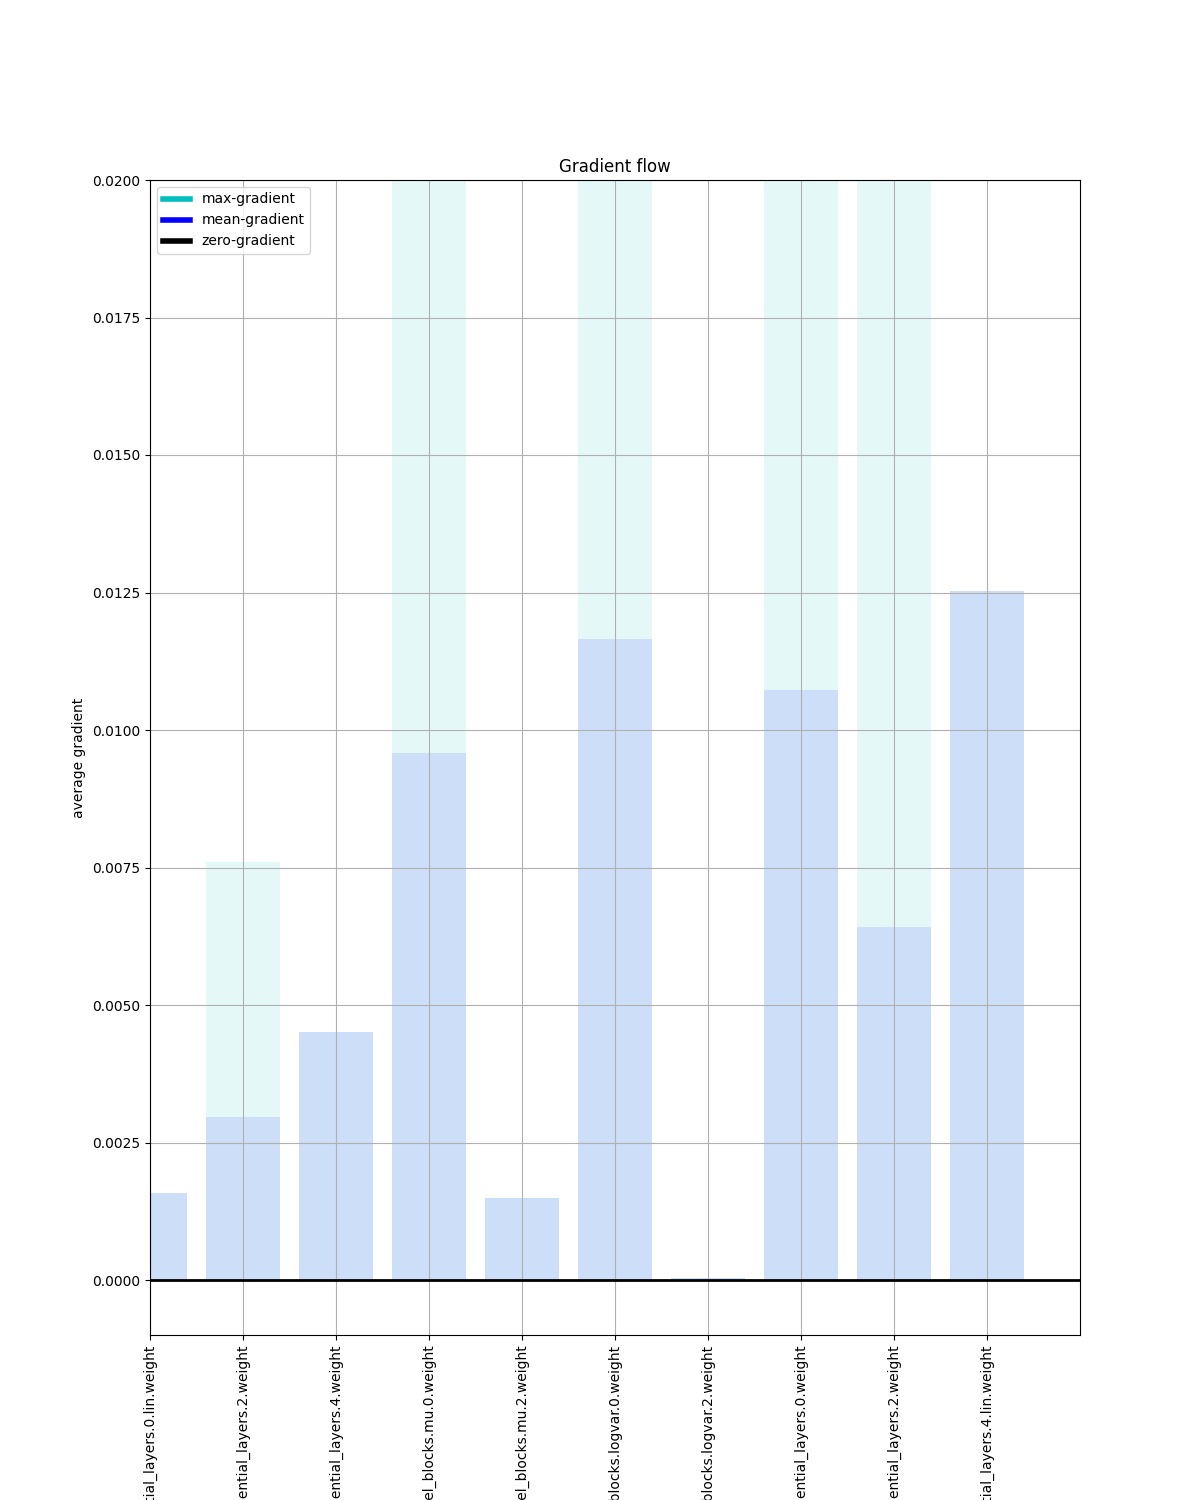 Gradient flow
max-gradient
mean-gradient
zero-gradient
0.0200
0.0175
0.0150
0.0125
0.0100
0.0075
0.0050
0.0025
0.0000
average gradient
tial_layers.0.lin.weight
ential_layers.2.weight
ential_layers.4.weight
el_blocks.mu.0.weight
el_blocks.mu.2.weight
blocks.logvar.0.weight
blocks.logvar.2.weight
ential_layers.0.weight
ential_layers.2.weight
tial_layers.4.lin.weight